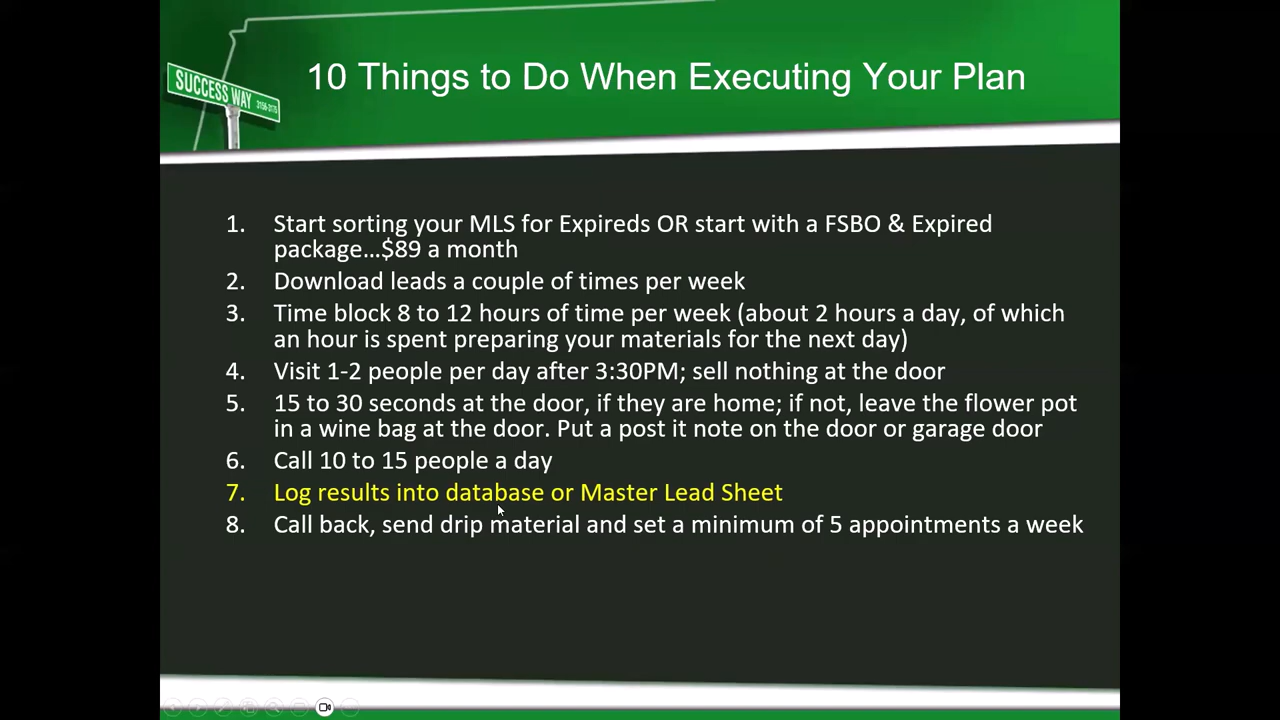 SUCCESS WAY
10 Things to Do When Executing Your Plan
1. Start sorting your MLS for Expireds OR start with a FSBO & Expired
package...$89 a month
2. Download leads a couple of times per week
3. Time block 8 to 12 hours of time per week (about 2 hours a day, of which
an hour is spent preparing your materials for the next day)
4. Visit 1-2 people per day after 3:30PM; sell nothing at the door
5. 15 to 30 seconds at the door, if they are home; if not, leave the flower pot
in a wine bag at the door. Put a post it note on the door or garage door
6. Call 10 to 15 people a day
7. Log results into database or Master Lead Sheet
8. Call back, send drip material and set a minimum of 5 appointments a week